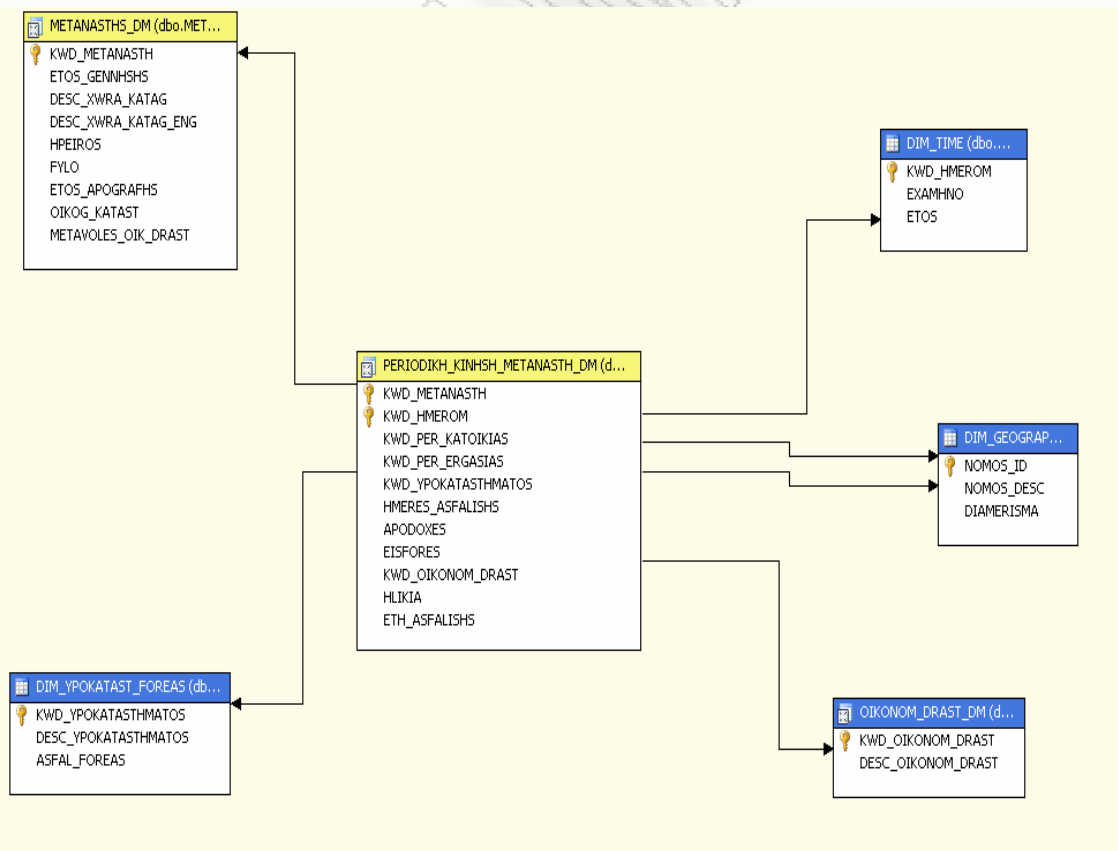 METANASTHS_DM (dbo.MET...
KWD_METANASTH
ETOS_GENNHSHS
DESC_XWRA_KATAG
DESC_XWRA_KATAG_ENG
HPEIROS
FYLO
ETOS_APOGRAFHS
OIKOG_KATAST
METAVOLES_OIK_DRAST
DIM_TIME (dbo....
KWD_HMEROM
EXAMHNO
ETOS
PERIODIKH_KINHSH_METANASTH_DM (d...
KWD_METANASTH
KWD_HMEROM
KWD_PER_KATOIKIAS
KWD_PER_ERGASIAS
KWD_YPOKATASTHMATOS
HMERES_ASFALISHS
APODOXES
EISFORES
KWD_OIKONOM_DRAST
HLIKIA
ETH_ASFALISHS
DIM_GEOGRAP...
NOMOS_ID
NOMOS_DESC
DIAMERISMA
DIM_YPOKATAST_FOREAS (db...
KWD_YPOKATASTHMATOS
DESC_YPOKATASTHMATOS
ASFAL_FOREAS
OIKONOM_DRAST_DM (d...
KWD_OIKONOM_DRAST
DESC_OIKONOM_DRAST